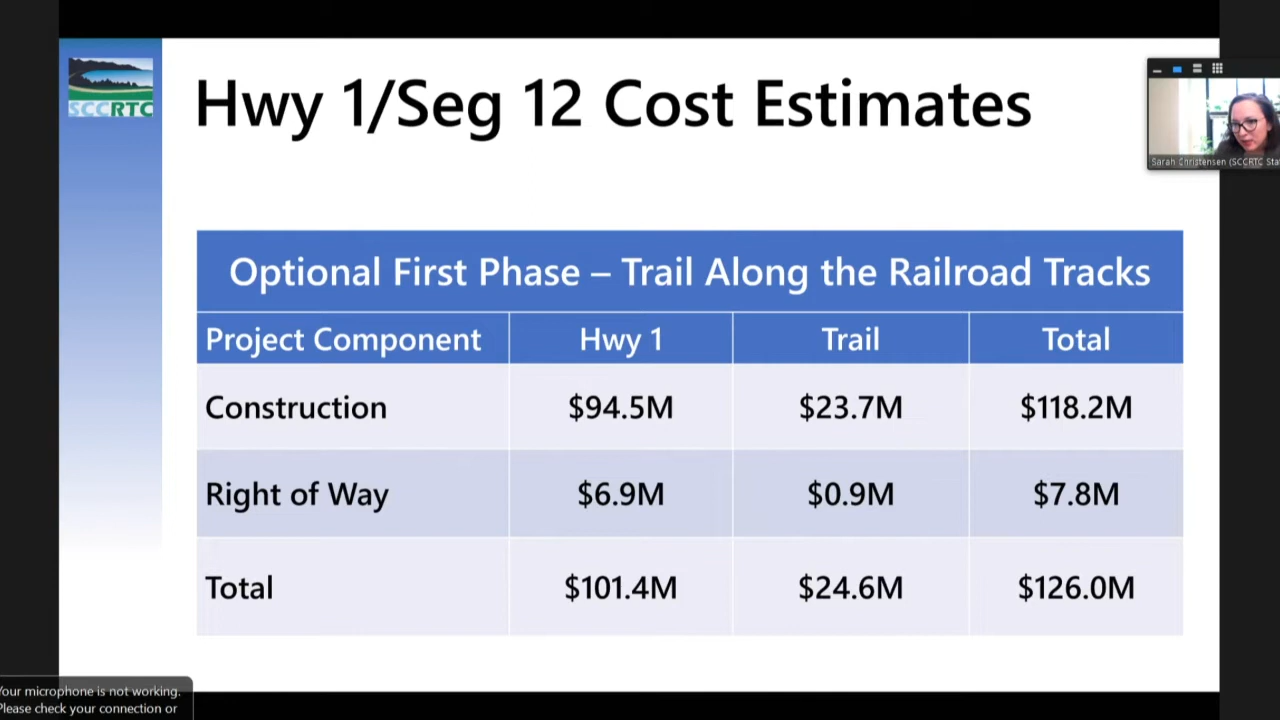 SCCRTC
Hwy 1/Seg 12 Cost Estimates
Sarah Christensen (SCCRTC Sta
Optional First Phase – Trail Along the Railroad Tracks
Project Component Hwy 1 Trail Total
Construction $94.5M $23.7M $118.2M
Right of Way $6.9M $0.9M $7.8M
Total $101.4M $24.6M $126.0M
Your microphone is not working.
Please check your connection or